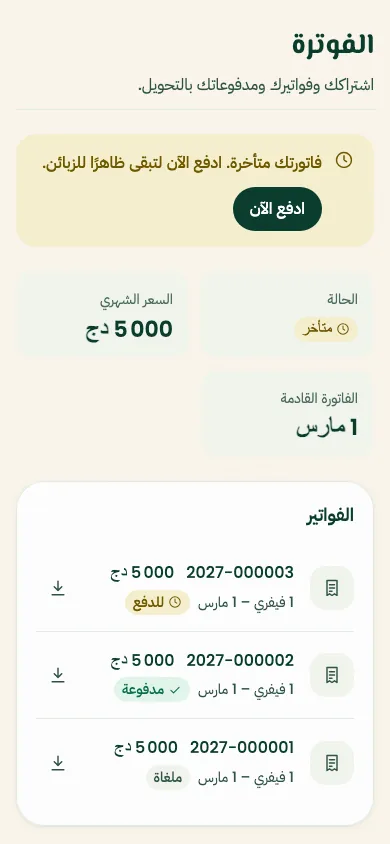 الفوترة
اشتراكك وفواتيرك ومدفوعاتك بالتحويل.
فاتورتك متأخرة. ادفع الآن لتبقى ظاهرًا للزبائن.
ادفع الآن
الحالة
متأخر
السعر الشهري
5 000 دج
الفاتورة القادمة
1 مارس
الفواتير
2027-000003 5 000 دج
1 فيفري – 1 مارس للدفع
2027-000002 5 000 دج
1 فيفري – 1 مارس مدفوعة
2027-000001 5 000 دج
1 فيفري – 1 مارس ملغاة